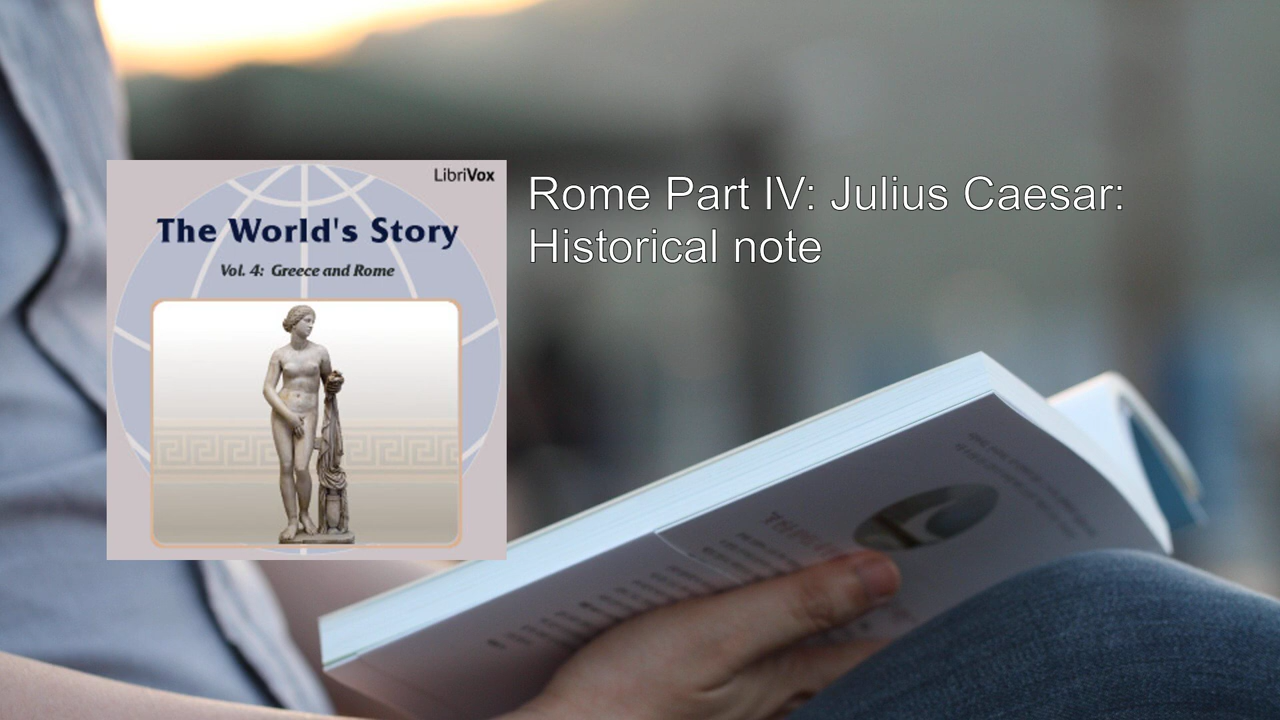 LibriVox
The World's Story
Vol. 4: Greece and Rome
Rome Part IV: Julius Caesar:
Historical note